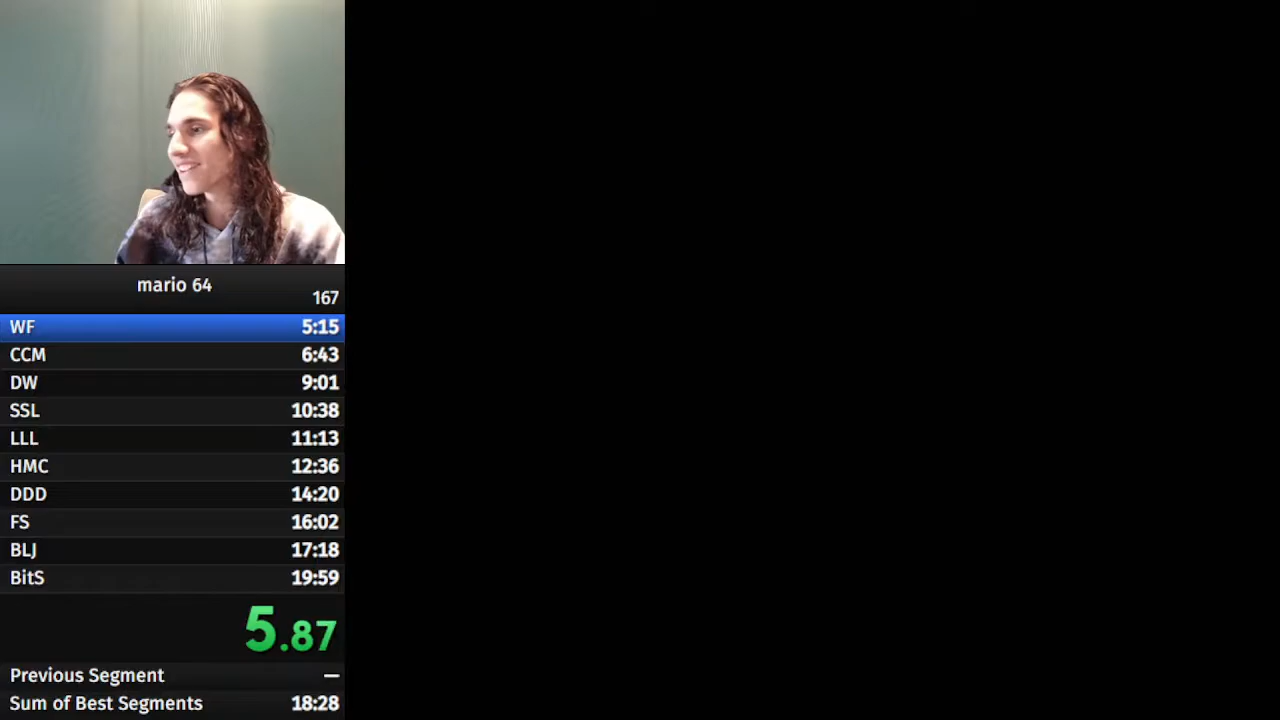 mario 64
167
WF 5:15
CCM 6:43
DW 9:01
SSL 10:38
LLL 11:13
HMC 12:36
DDD 14:20
FS 16:02
BLJ 17:18
BitS 19:59
5.87
Previous Segment —
Sum of Best Segments 18:28